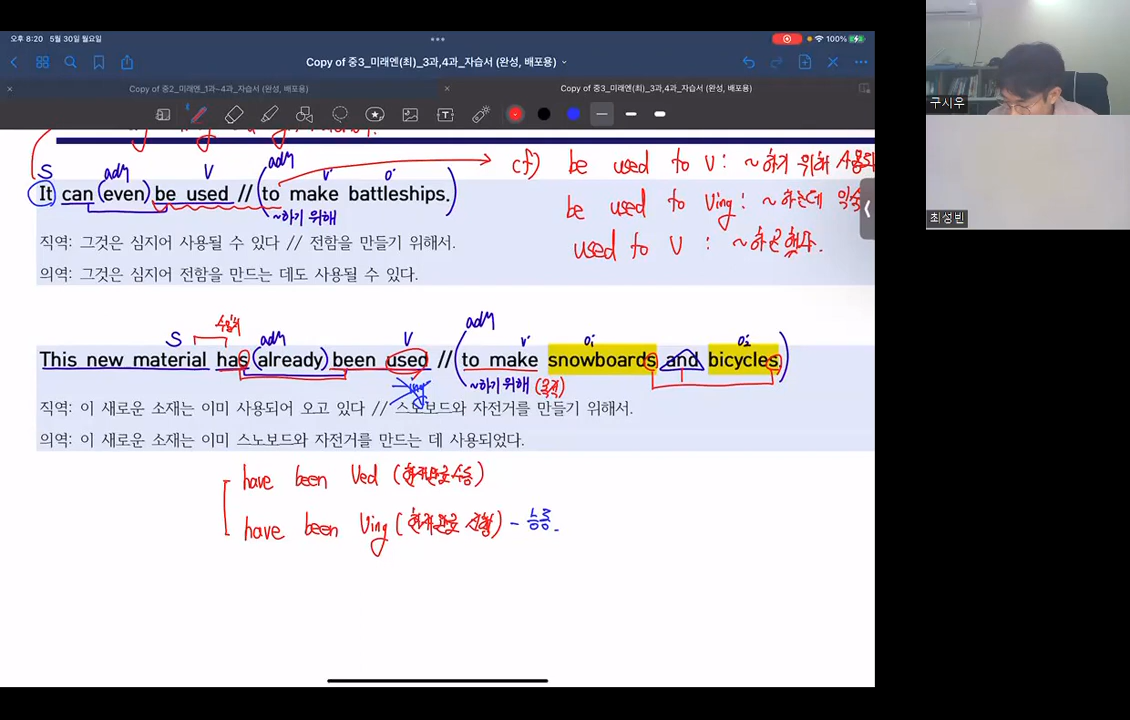 오후 8:20 5월 30일 월요일
100%
Copy of 중3_미래엔(최)_3과,4과_자습서 (완성, 배포용)
Copy of 중2_미래엔_1과~4과_자습서 (완성, 배포용)
Copy of 중3_미래엔(최)_3과,4과_자습서 (완성, 배포용)
구시우
최성빈
S adv V adv v' o'
It can (even) be used // (to make battleships.)
~하기 위해
cf) be used to V : ~하기 위해 사용되
be used to Ving : ~하는데 익숙
used to V : ~하곤 했다.
직역: 그것은 심지어 사용될 수 있다 // 전함을 만들기 위해서.
의역: 그것은 심지어 전함을 만드는 데도 사용될 수 있다.
S 수일치 adv V adv v' o'1 o'2
This new material has (already) been used // (to make snowboards and bicycles)
~하기 위해 (목적)
ing
직역: 이 새로운 소재는 이미 사용되어 오고 있다 // 스노보드와 자전거를 만들기 위해서.
의역: 이 새로운 소재는 이미 스노보드와 자전거를 만드는 데 사용되었다.
have been Ved (현재완료 수동)
have been Ving (현재완료 진행) - 능동.